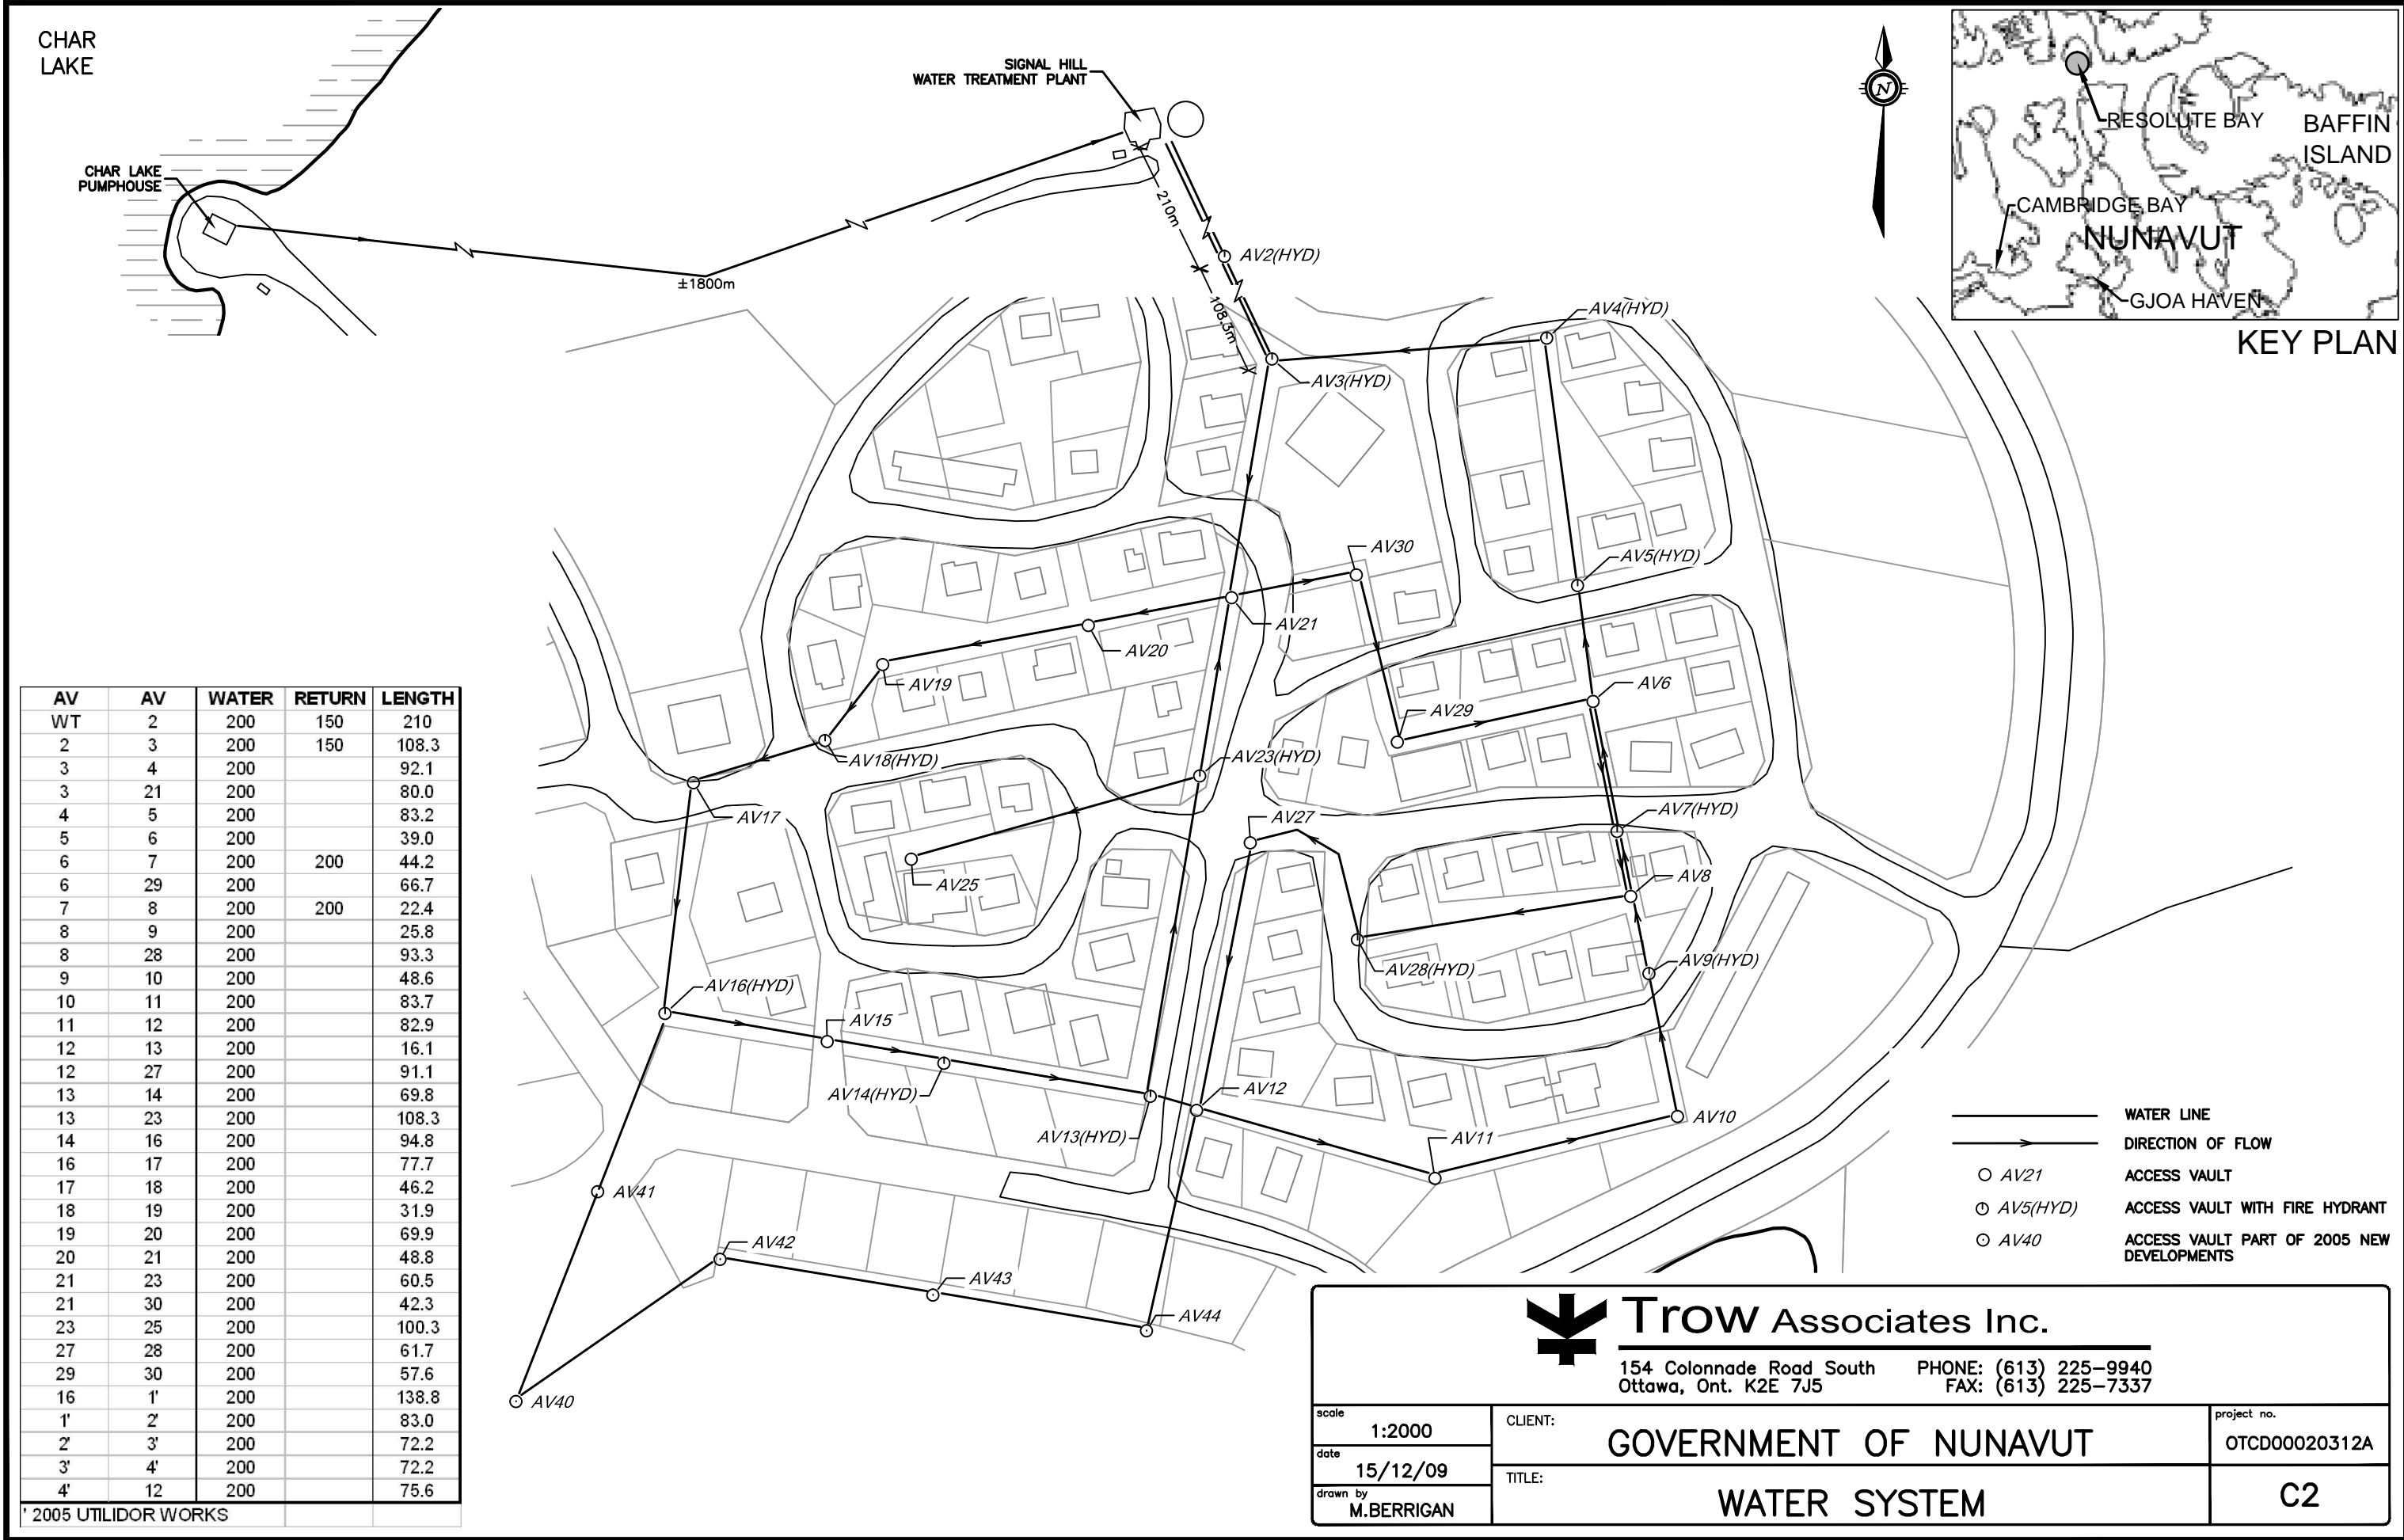 CHAR
LAKE
CHAR LAKE
PUMPHOUSE
SIGNAL HILL
WATER TREATMENT PLANT
±1800m
210m
108.3m
AV2(HYD)
AV3(HYD)
AV4(HYD)
AV5(HYD)
AV30
AV21
AV20
AV19
AV6
AV29
AV18(HYD)
AV23(HYD)
AV17
AV27
AV7(HYD)
AV25
AV8
AV28(HYD)
AV9(HYD)
AV16(HYD)
AV15
AV14(HYD)
AV13(HYD)
AV12
AV11
AV10
AV41
AV42
AV43
AV44
AV40
N
RESOLUTE BAY
BAFFIN
ISLAND
CAMBRIDGE BAY
NUNAVUT
GJOA HAVEN
KEY PLAN
AV AV WATER RETURN LENGTH
WT 2 200 150 210
2 3 200 150 108.3
3 4 200 92.1
3 21 200 80.0
4 5 200 83.2
5 6 200 39.0
6 7 200 200 44.2
6 29 200 66.7
7 8 200 200 22.4
8 9 200 25.8
8 28 200 93.3
9 10 200 48.6
10 11 200 83.7
11 12 200 82.9
12 13 200 16.1
12 27 200 91.1
13 14 200 69.8
13 23 200 108.3
14 16 200 94.8
16 17 200 77.7
17 18 200 46.2
18 19 200 31.9
19 20 200 69.9
20 21 200 48.8
21 23 200 60.5
21 30 200 42.3
23 25 200 100.3
27 28 200 61.7
29 30 200 57.6
16 1' 200 138.8
1' 2' 200 83.0
2' 3' 200 72.2
3' 4' 200 72.2
4' 12 200 75.6
' 2005 UTILIDOR WORKS
WATER LINE
DIRECTION OF FLOW
AV21 ACCESS VAULT
AV5(HYD) ACCESS VAULT WITH FIRE HYDRANT
AV40 ACCESS VAULT PART OF 2005 NEW
DEVELOPMENTS
Trow Associates Inc.
154 Colonnade Road South PHONE: (613) 225-9940
Ottawa, Ont. K2E 7J5 FAX: (613) 225-7337
scale
1:2000
date
15/12/09
drawn by
M.BERRIGAN
CLIENT:
GOVERNMENT OF NUNAVUT
TITLE:
WATER SYSTEM
project no.
OTCD00020312A
C2